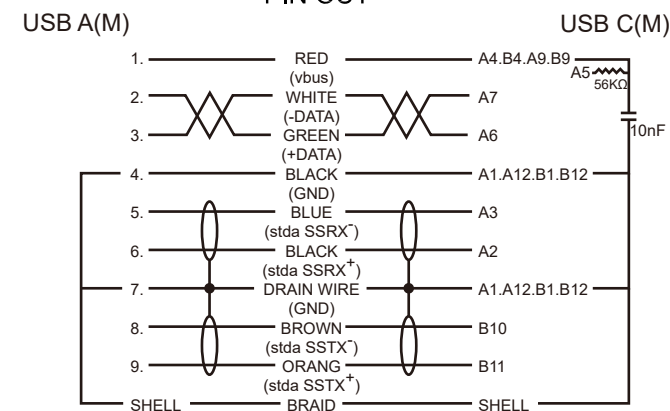 PIN OUT
USB A(M) USB C(M)
1. RED A4.B4.A9.B9
(vbus) A5 56KΩ
2. WHITE A7
(-DATA)
3. GREEN A6 10nF
(+DATA)
4. BLACK A1.A12.B1.B12
(GND)
5. BLUE A3
(stda SSRX-)
6. BLACK A2
(stda SSRX+)
7. DRAIN WIRE A1.A12.B1.B12
(GND)
8. BROWN B10
(stda SSTX-)
9. ORANG B11
(stda SSTX+)
SHELL BRAID SHELL